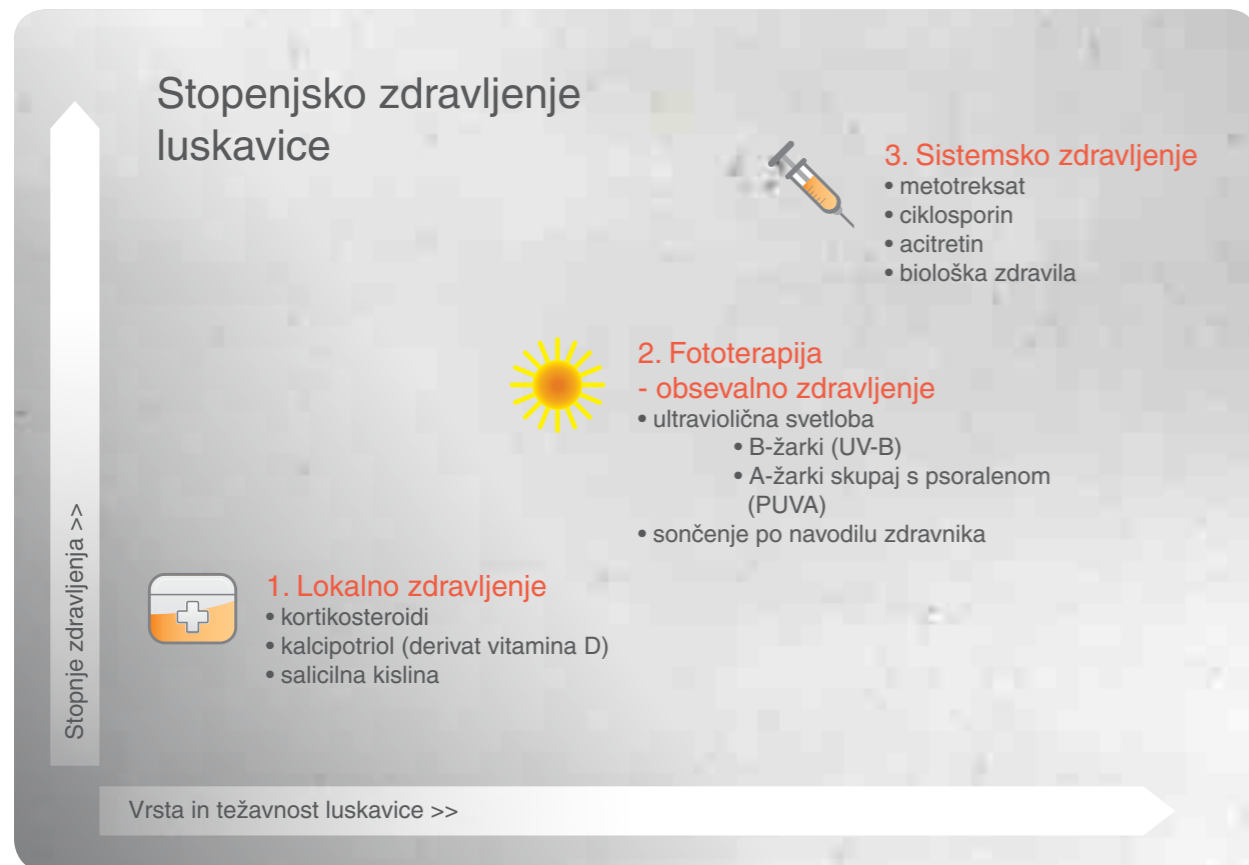 Stopenjsko zdravljenje
luskavice
3. Sistemsko zdravljenje
• metotreksat
• ciklosporin
• acitretin
• biološka zdravila
2. Fototerapija
- obsevalno zdravljenje
• ultraviolična svetloba
• B-žarki (UV-B)
• A-žarki skupaj s psoralenom
(PUVA)
• sončenje po navodilu zdravnika
1. Lokalno zdravljenje
• kortikosteroidi
• kalcipotriol (derivat vitamina D)
• salicilna kislina
Stopnje zdravljenja >>
Vrsta in težavnost luskavice >>